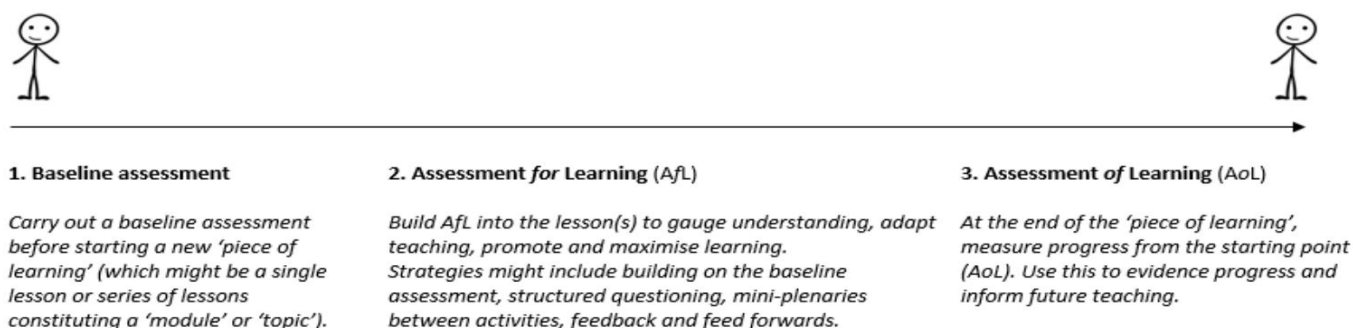 1. Baseline assessment
Carry out a baseline assessment
before starting a new ‘piece of
learning’ (which might be a single
lesson or series of lessons
constituting a ‘module’ or ‘topic’).
2. Assessment for Learning (AfL)
Build AfL into the lesson(s) to gauge understanding, adapt
teaching, promote and maximise learning.
Strategies might include building on the baseline
assessment, structured questioning, mini-plenaries
between activities, feedback and feed forwards.
3. Assessment of Learning (AoL)
At the end of the ‘piece of learning’,
measure progress from the starting point
(AoL). Use this to evidence progress and
inform future teaching.